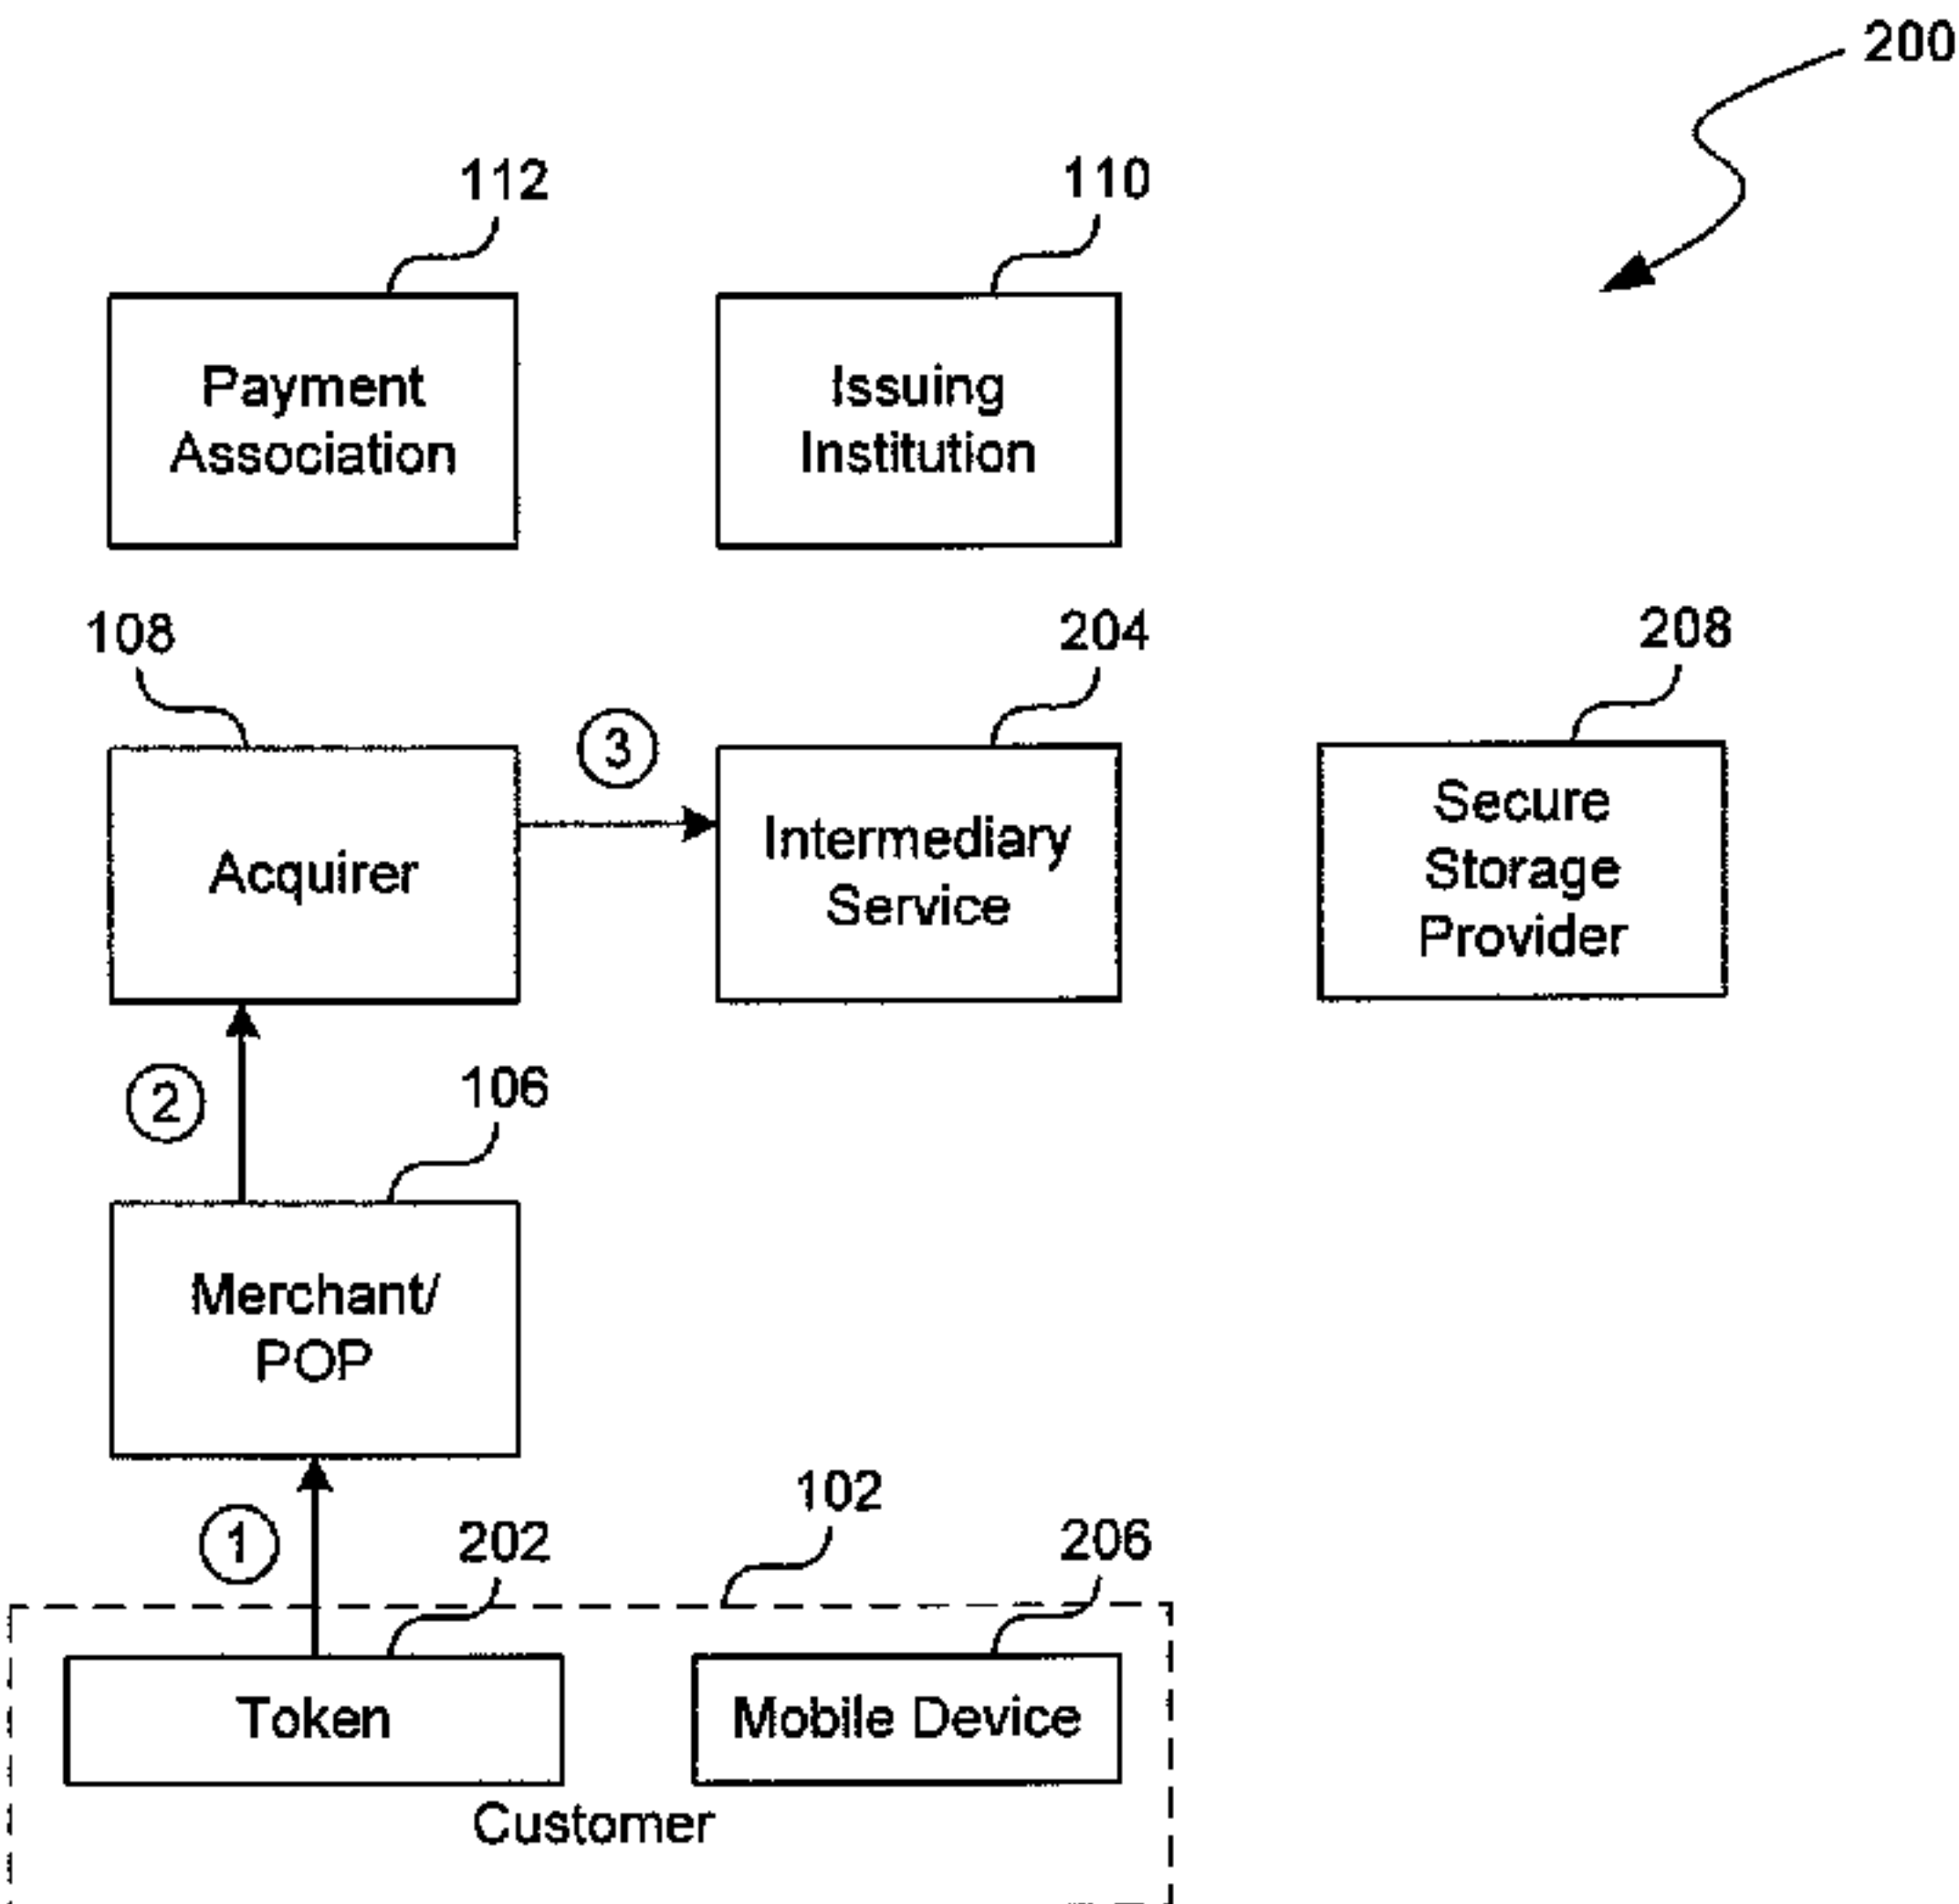 200
112
110
Payment
Association
Issuing
Institution
108
204
208
3
Acquirer
Intermediary
Service
Secure
Storage
Provider
2
106
Merchant/
POP
1
102
202
206
Token
Mobile Device
Customer